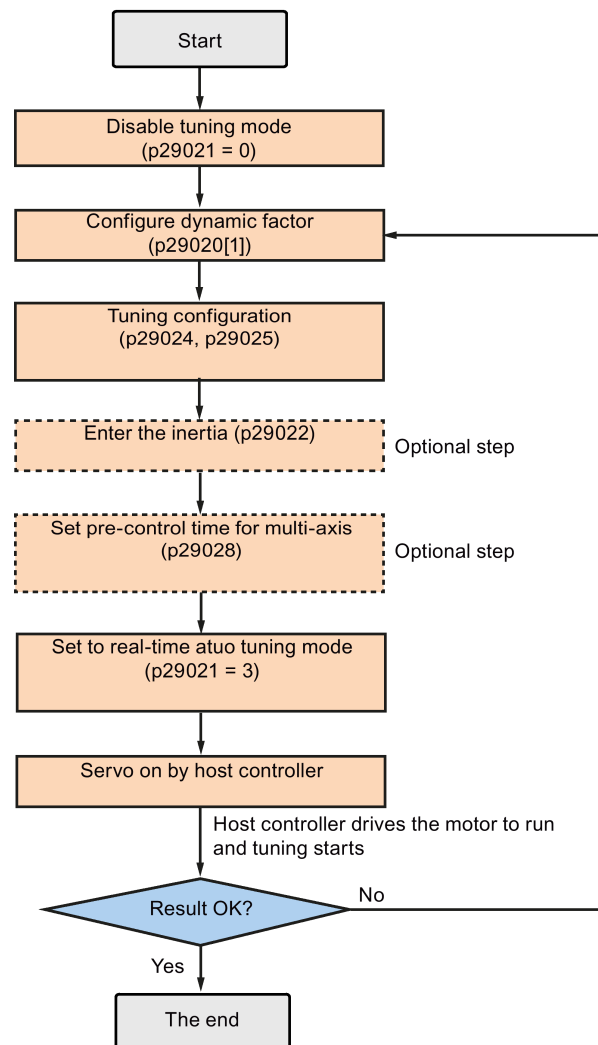 Start
Disable tuning mode
(p29021 = 0)
Configure dynamic factor
(p29020[1])
Tuning configuration
(p29024, p29025)
Enter the inertia (p29022)
Optional step
Set pre-control time for multi-axis
(p29028)
Optional step
Set to real-time atuo tuning mode
(p29021 = 3)
Servo on by host controller
Host controller drives the motor to run
and tuning starts
Result OK?
No
Yes
The end